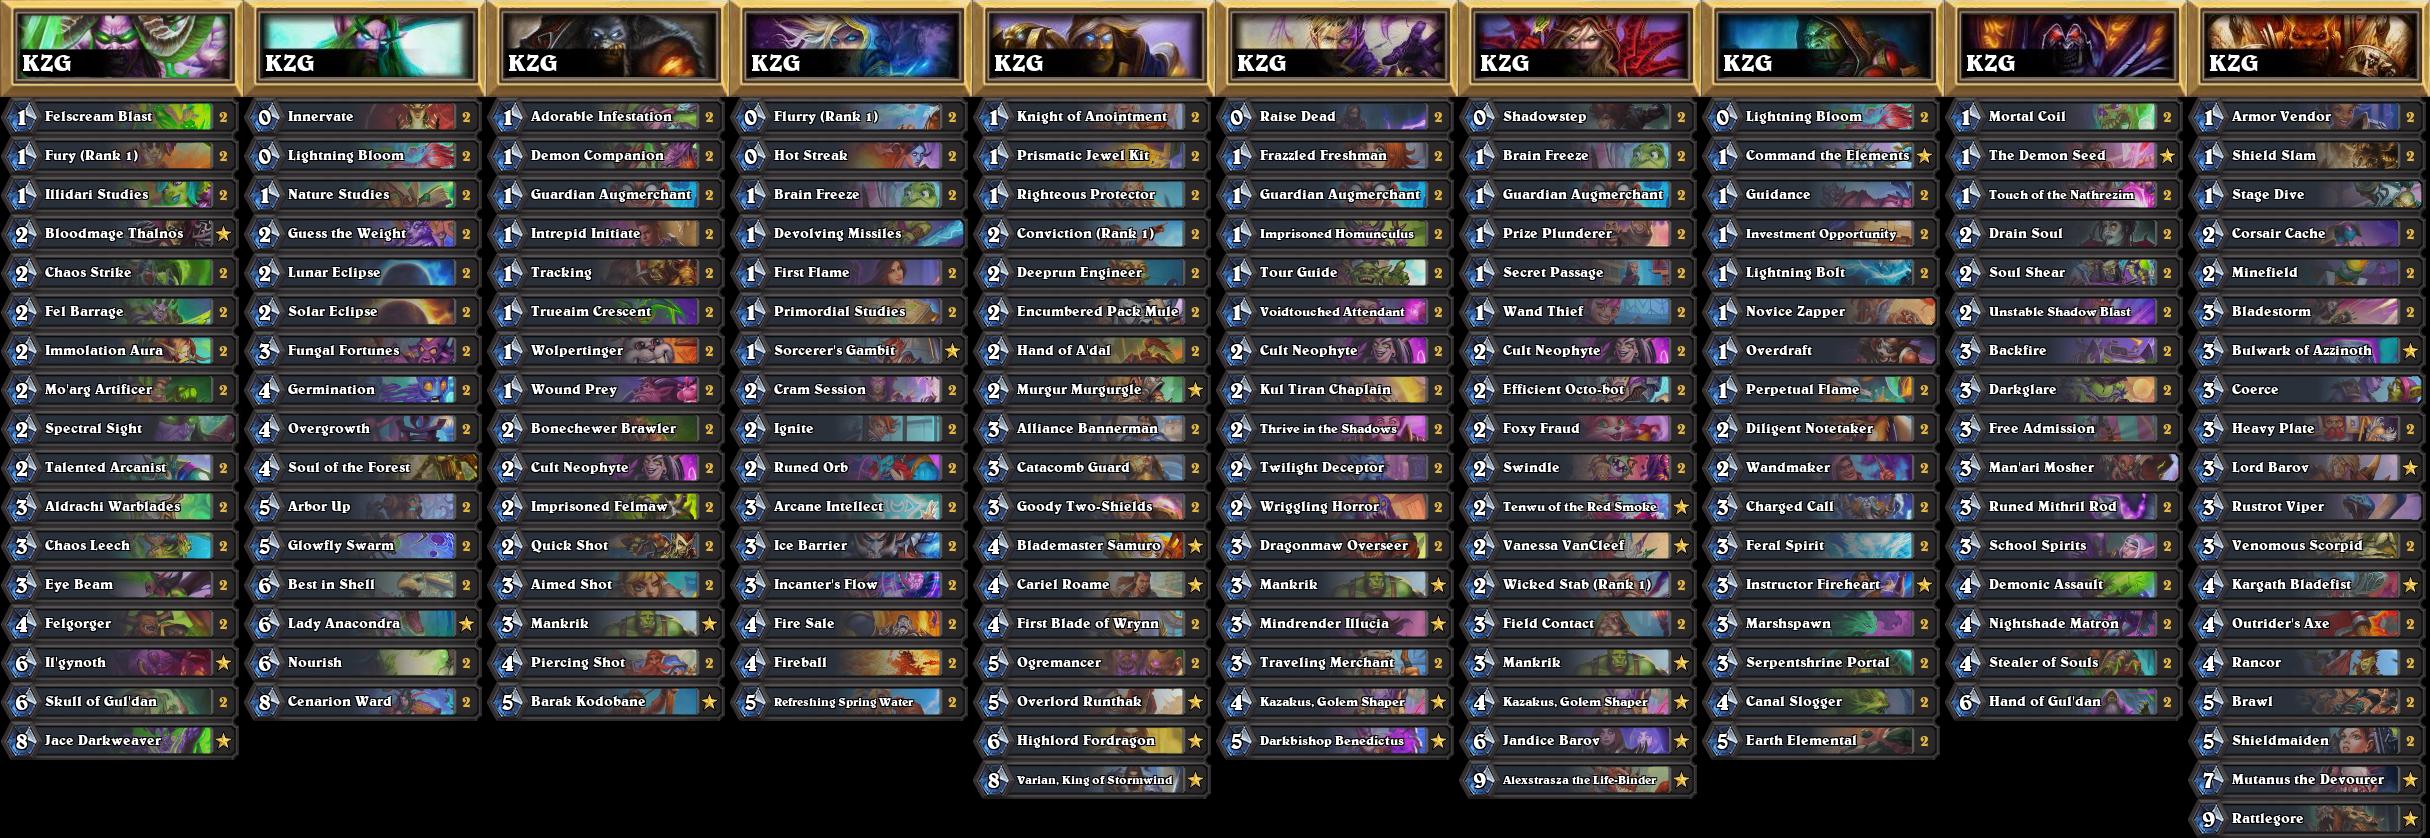 KZG
1 Felscream Blast 2
1 Fury (Rank 1) 2
1 Illidari Studies 2
2 Bloodmage Thalnos
2 Chaos Strike 2
2 Fel Barrage 2
2 Immolation Aura 2
2 Mo'arg Artificer 2
2 Spectral Sight
2 Talented Arcanist 2
3 Aldrachi Warblades 2
3 Chaos Leech 2
3 Eye Beam 2
4 Felgorger 2
4 Il'gynoth
6 Skull of Gul'dan 2
8 Jace Darkweaver
KZG
0 Innervate 2
0 Lightning Bloom 2
1 Nature Studies 2
2 Guess the Weight 2
2 Lunar Eclipse 2
2 Solar Eclipse 2
3 Fungal Fortunes 2
4 Germination 2
4 Overgrowth 2
4 Soul of the Forest
5 Arbor Up 2
5 Glowfly Swarm 2
6 Best in Shell 2
6 Lady Anacondra
6 Nourish 2
8 Cenarion Ward 2
KZG
1 Adorable Infestation 2
1 Demon Companion 2
1 Guardian Augmerchant 2
1 Intrepid Initiate 2
1 Tracking 2
1 Trueaim Crescent 2
1 Wolpertinger 2
1 Wound Prey 2
2 Bonechewer Brawler 2
2 Cult Neophyte 2
2 Imprisoned Felmaw 2
2 Quick Shot 2
3 Aimed Shot 2
3 Mankrik
4 Piercing Shot 2
5 Barak Kodobane
KZG
0 Flurry (Rank 1) 2
0 Hot Streak 2
1 Brain Freeze 2
1 Devolving Missiles
1 First Flame 2
1 Primordial Studies 2
1 Sorcerer's Gambit
2 Cram Session 2
2 Ignite 2
2 Runed Orb 2
3 Arcane Intellect 2
3 Ice Barrier 2
3 Incanter's Flow 2
4 Fire Sale 2
4 Fireball 2
5 Refreshing Spring Water 2
KZG
1 Knight of Anointment 2
1 Prismatic Jewel Kit 2
1 Righteous Protector 2
2 Conviction (Rank 1) 2
2 Deeprun Engineer 2
2 Encumbered Pack Mule 2
2 Hand of A'dal 2
2 Murgur Murgurgle
3 Alliance Bannerman 2
3 Catacomb Guard 2
3 Goody Two-Shields 2
4 Blademaster Samuro
4 Cariel Roame
4 First Blade of Wrynn 2
5 Ogremancer 2
5 Overlord Runthak
6 Highlord Fordragon
8 Varian, King of Stormwind
KZG
0 Raise Dead 2
1 Frazzled Freshman 2
1 Guardian Augmerchant 2
1 Imprisoned Homunculus 2
1 Tour Guide 2
1 Voidtouched Attendant 2
2 Cult Neophyte 2
2 Kul Tiran Chaplain 2
2 Thrive in the Shadows 2
2 Twilight Deceptor 2
2 Wriggling Horror 2
3 Dragonmaw Overseer 2
3 Mankrik
3 Mindrender Illucia
3 Traveling Merchant 2
4 Kazakus, Golem Shaper
5 Darkbishop Benedictus
KZG
0 Shadowstep 2
1 Brain Freeze 2
1 Guardian Augmerchant 2
1 Prize Plunderer 2
1 Secret Passage 2
1 Wand Thief 2
2 Cult Neophyte 2
2 Efficient Octo-bot 2
2 Foxy Fraud 2
2 Swindle 2
2 Tenwu of the Red Smoke
2 Vanessa VanCleef
2 Wicked Stab (Rank 1) 2
3 Field Contact 2
3 Mankrik
4 Kazakus, Golem Shaper
6 Jandice Barov
9 Alexstrasza the Life-Binder
KZG
0 Lightning Bloom 2
1 Command the Elements
1 Guidance 2
1 Investment Opportunity 2
1 Lightning Bolt 2
1 Novice Zapper
1 Overdraft
1 Perpetual Flame 2
2 Diligent Notetaker 2
2 Wandmaker 2
3 Charged Call 2
3 Feral Spirit 2
3 Instructor Fireheart
3 Marshspawn 2
3 Serpentshrine Portal 2
4 Canal Slogger 2
5 Earth Elemental 2
KZG
1 Mortal Coil 2
1 The Demon Seed
1 Touch of the Nathrezim 2
2 Drain Soul 2
2 Soul Shear 2
2 Unstable Shadow Blast 2
3 Backfire 2
3 Darkglare 2
3 Free Admission 2
3 Man'ari Mosher
3 Runed Mithril Rod 2
3 School Spirits 2
4 Demonic Assault 2
4 Nightshade Matron 2
4 Stealer of Souls 2
6 Hand of Gul'dan 2
KZG
1 Armor Vendor 2
1 Shield Slam 2
1 Stage Dive
2 Corsair Cache 2
2 Minefield 2
3 Bladestorm 2
3 Bulwark of Azzinoth
3 Coerce
3 Heavy Plate 2
3 Lord Barov
3 Rustrot Viper
3 Venomous Scorpid 2
4 Kargath Bladefist
4 Outrider's Axe 2
4 Rancor 2
5 Brawl 2
5 Shieldmaiden 2
7 Mutanus the Devourer
9 Rattlegore